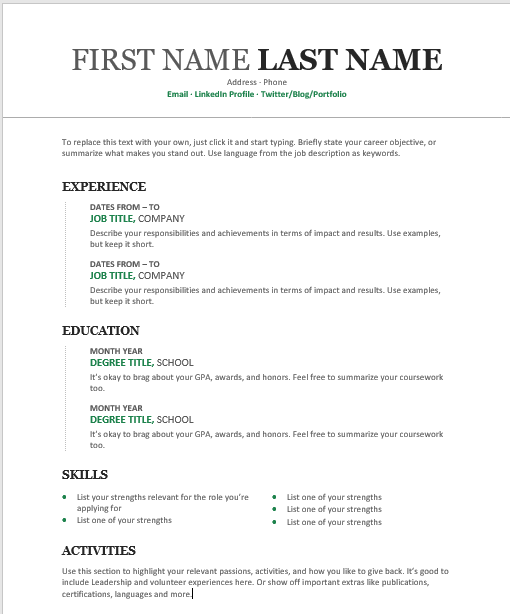 FIRST NAME LAST NAME
Address · Phone
Email · LinkedIn Profile · Twitter/Blog/Portfolio
To replace this text with your own, just click it and start typing. Briefly state your career objective, or
summarize what makes you stand out. Use language from the job description as keywords.
EXPERIENCE
DATES FROM – TO
JOB TITLE, COMPANY
Describe your responsibilities and achievements in terms of impact and results. Use examples,
but keep it short.
DATES FROM – TO
JOB TITLE, COMPANY
Describe your responsibilities and achievements in terms of impact and results. Use examples,
but keep it short.
EDUCATION
MONTH YEAR
DEGREE TITLE, SCHOOL
It's okay to brag about your GPA, awards, and honors. Feel free to summarize your coursework
too.
MONTH YEAR
DEGREE TITLE, SCHOOL
It's okay to brag about your GPA, awards, and honors. Feel free to summarize your coursework
too.
SKILLS
• List your strengths relevant for the role you're
applying for
• List one of your strengths
• List one of your strengths
• List one of your strengths
• List one of your strengths
ACTIVITIES
Use this section to highlight your relevant passions, activities, and how you like to give back. It's good to
include Leadership and volunteer experiences here. Or show off important extras like publications,
certifications, languages and more.